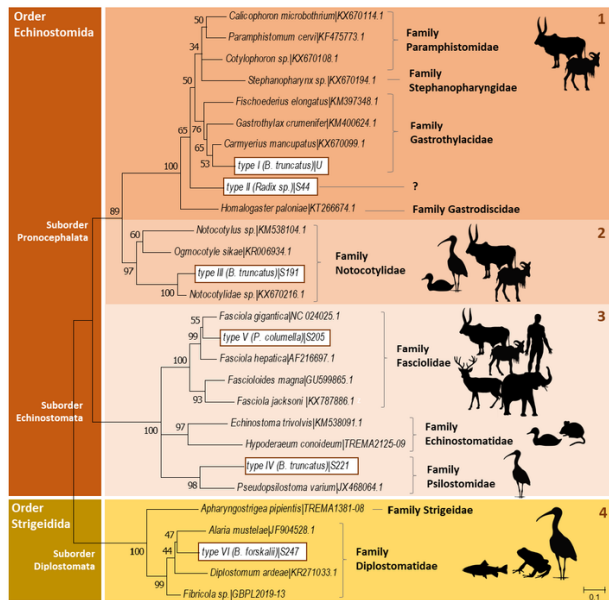 Order
Echinostomida
Suborder
Pronocephalata
Suborder
Echinostomata
Order
Strigeidida
Suborder
Diplostomata
1
Calicophoron microbothrium|KX670114.1
Paramphistomum cervi|KF475773.1
Cotylophoron sp.|KX670108.1
Stephanopharynx sp.|KX670194.1
Fischoederius elongatus|KM397348.1
Gastrothylax crumenifer|KM400624.1
Carmyerius mancupatus|KX670099.1
type I (B. truncatus)|U
type II (Radix sp.)|S44
Homalogaster paloniae|KT266674.1
Family
Paramphistomidae
Family
Stephanopharyngidae
Family
Gastrothylacidae
?
Family Gastrodiscidae
50
34
50
76
65
65
53
100
89
2
Notocotylus sp.|KM538104.1
Ogmocotyle sikae|KR006934.1
type III (B. truncatus)|S191
Notocotylidae sp.|KX670216.1
Family
Notocotylidae
60
97
100
3
Fasciola gigantica|NC 024025.1
type V (P. columella)|S205
Fasciola hepatica|AF216697.1
Fascioloides magna|GU599865.1
Fasciola jacksoni |KX787886.1
Echinostoma trivolvis|KM538091.1
Hypoderaeum conoideum|TREMA2125-09
type IV (B. truncatus)|S221
Pseudopsilostoma varium|JX468064.1
Family
Fasciolidae
Family
Echinostomatidae
Family
Psilostomidae
55
99
100
93
97
100
98
4
Apharyngostrigea pipientis|TREMA1381-08
Alaria mustelae|JF904528.1
type VI (B. forskalii)|S247
Diplostomum ardeae|KR271033.1
Fibricola sp|GBPL2019-13
Family Strigeidae
Family
Diplostomatidae
47
44
100
99
0.1